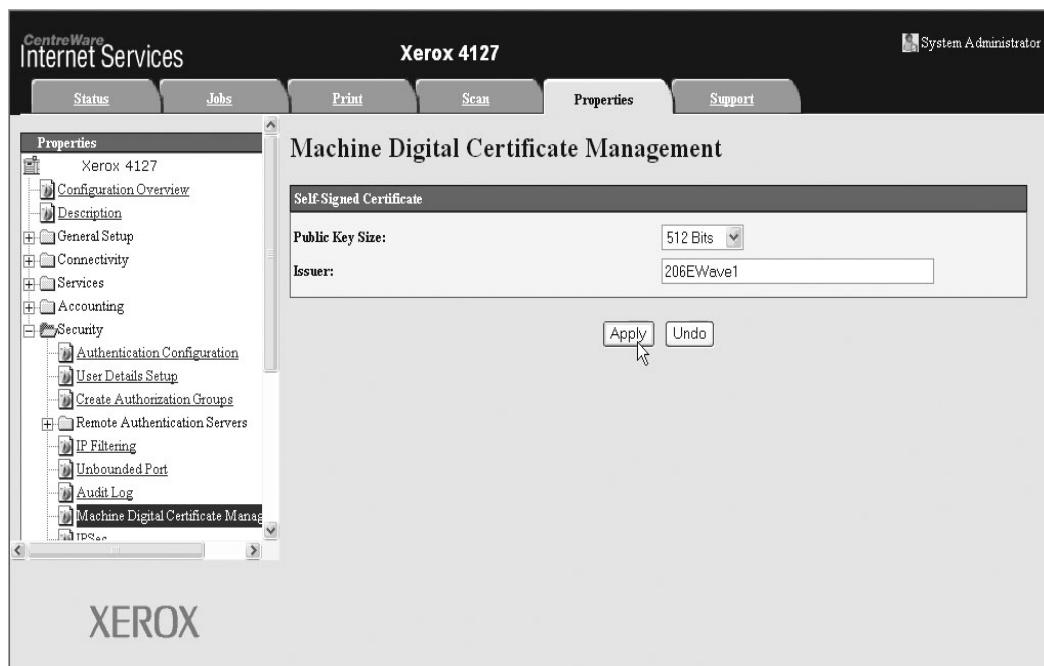 CentreWare
Internet Services
Xerox 4127
System Administrator
Status
Jobs
Print
Scan
Properties
Support
Properties
Xerox 4127
Configuration Overview
Description
General Setup
Connectivity
Services
Accounting
Security
Authentication Configuration
User Details Setup
Create Authorization Groups
Remote Authentication Servers
IP Filtering
Unbounded Port
Audit Log
Machine Digital Certificate Manag
IPSec
Machine Digital Certificate Management
Self-Signed Certificate
Public Key Size: 512 Bits
Issuer: 206EWave1
Apply Undo
XEROX